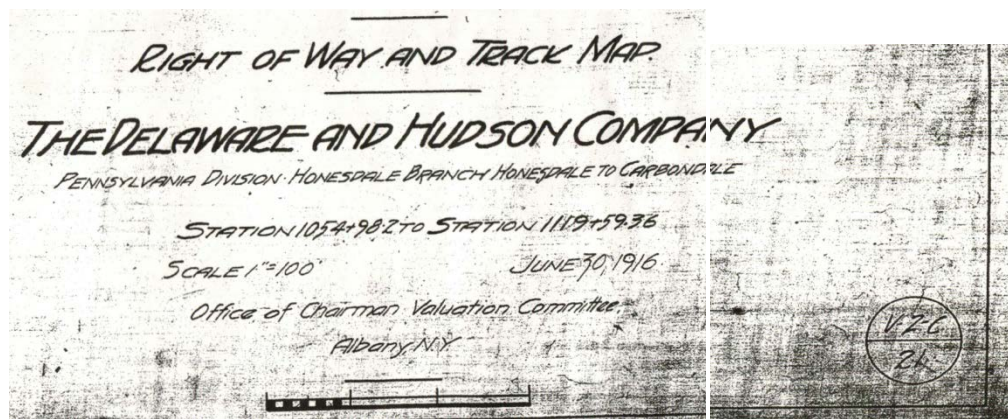 RIGHT OF WAY AND TRACK MAP.
THE DELAWARE AND HUDSON COMPANY
PENNSYLVANIA DIVISION · HONESDALE BRANCH HONESDALE TO CARBONDALE
STATION 1054+98.2 TO STATION 1119+59.36
SCALE 1"=100'
JUNE 30, 1916.
Office of Chairman Valuation Committee.
Albany, N.Y.